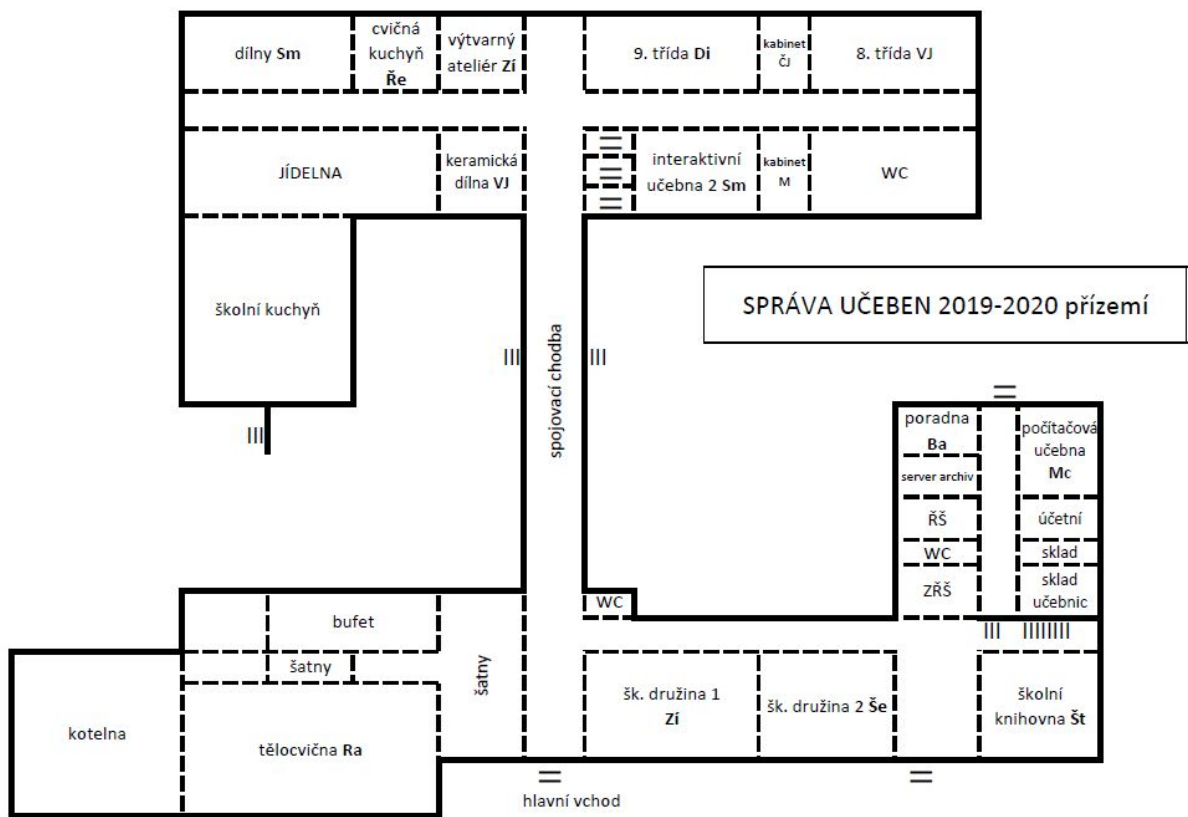 dílny Sm
cvičná
kuchyň
Ře
výtvarný
ateliér Zí
9. třída Di
kabinet
ČJ
8. třída VJ
JÍDELNA
keramická
dílna VJ
interaktivní
učebna 2 Sm
kabinet
M
WC
školní kuchyň
spojovací chodba
SPRÁVA UČEBEN 2019-2020 přízemí
poradna
Ba
server archiv
ŘŠ
WC
ZŘŠ
počítačová
učebna
Mc
účetní
sklad
sklad
učebnic
bufet
šatny
WC
šatny
kotelna
tělocvična Ra
šk. družina 1
Zí
šk. družina 2 Še
školní
knihovna Št
hlavní vchod